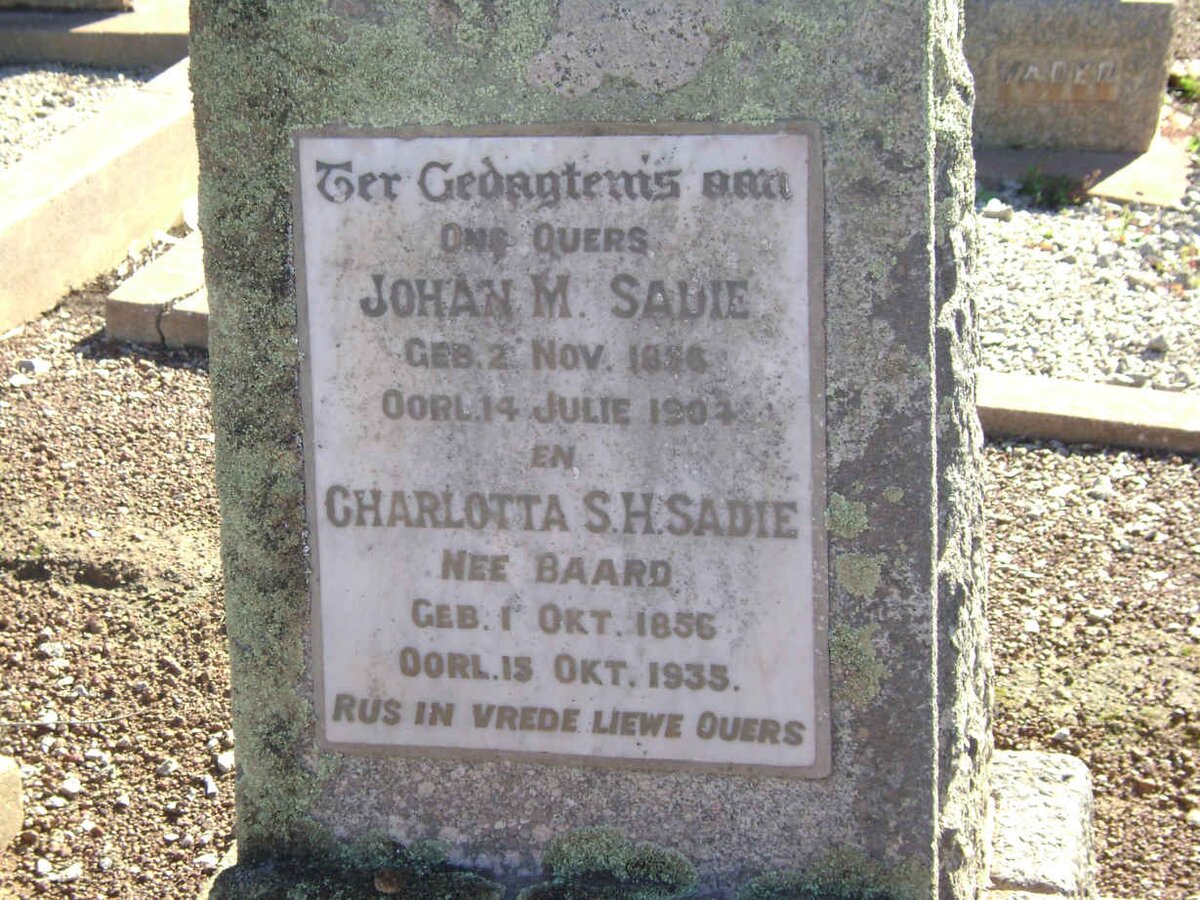 Ter Gedagtenis aan
ONS OUERS
JOHAN M. SADIE
GEB. 2 NOV. 1856
OORL. 14 JULIE 1904
EN
CHARLOTTA S.H. SADIE
NEE BAARD
GEB. 1 OKT. 1856
OORL. 13 OKT. 1935.
RUS IN VREDE LIEWE OUERS